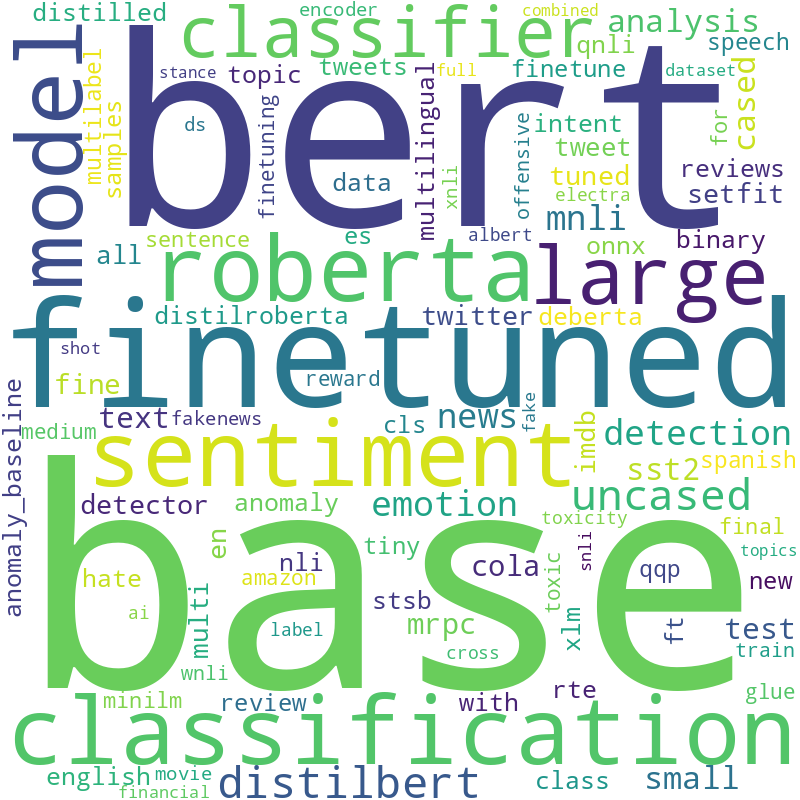 distilled
encoder
combined
classifier
analysis
model
bert
stance
topic
tweets
qnli
finetune
full
speech
dataset
multilabel
samples
ds
finetuning
data
multilingual
xnli
offensive
intent
tweet
for
cased
tuned
electra
reviews
setfit
mnli
sentence
es
albert
onnx
binary
all
roberta
large
distilroberta
twitter
deberta
finetuned
shot
reward
fine
anomaly_baseline
text
fakenews
cls
news
fake
imdb
detection
medium
sentiment
sst2
spanish
detector
anomaly
emotion
uncased
base
en
tiny
toxicity
final
topics
hate
nli
amazon
cola
snli
qqp
new
ai
multi
label
stsb
mrpc
toxic
xlm
ft
test
wnli
cross
train
minilm
review
with
rte
glue
classification
english
movie
financial
distilbert
class
small